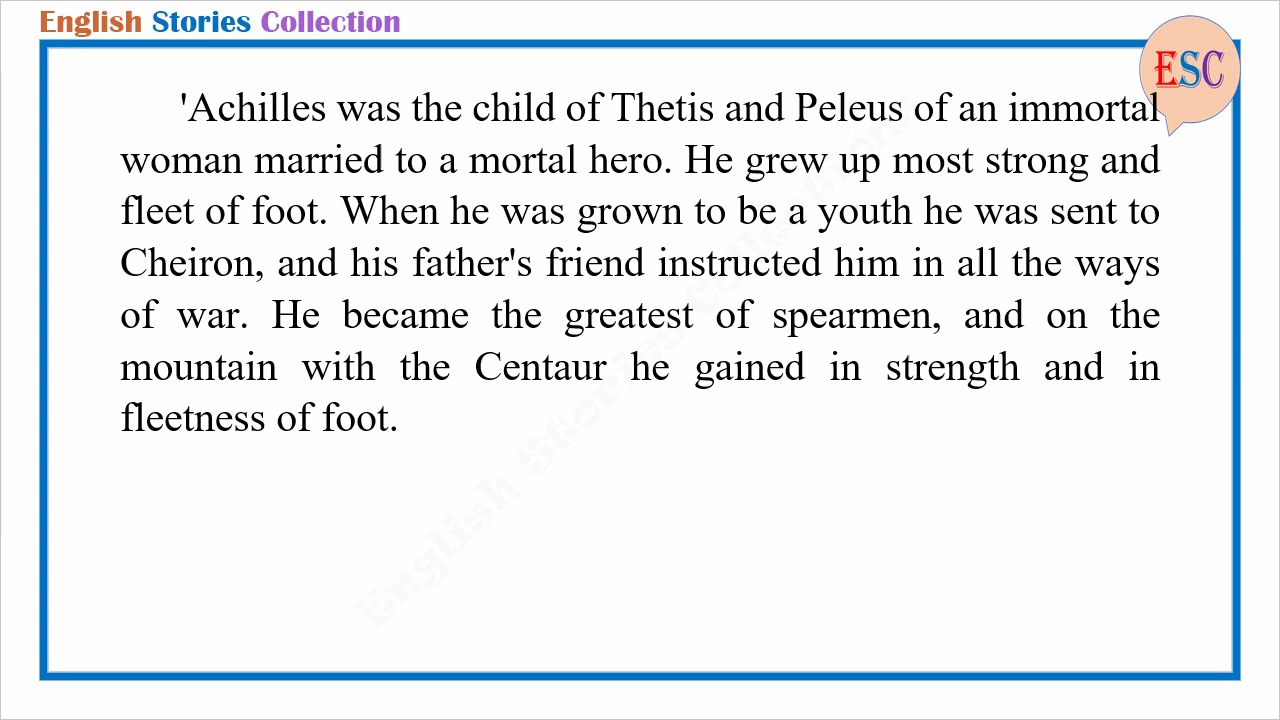 English Stories Collection
ESC
'Achilles was the child of Thetis and Peleus of an immortal
woman married to a mortal hero. He grew up most strong and
fleet of foot. When he was grown to be a youth he was sent to
Cheiron, and his father's friend instructed him in all the ways
of war. He became the greatest of spearmen, and on the
mountain with the Centaur he gained in strength and in
fleetness of foot.
English Stories Collection